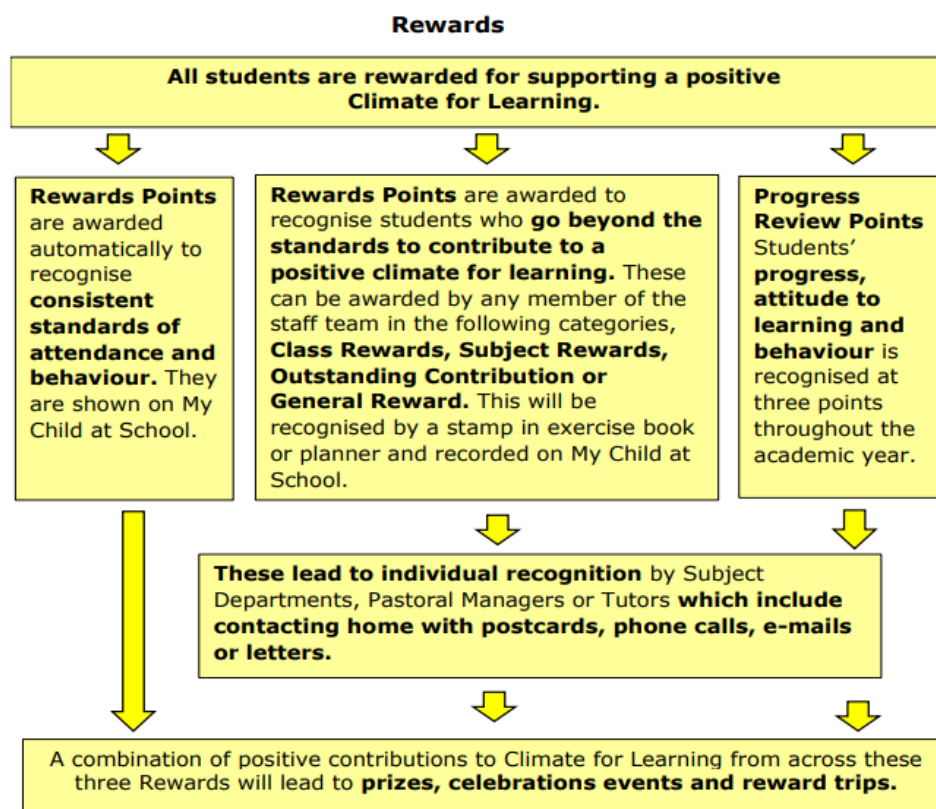 Rewards
All students are rewarded for supporting a positive
Climate for Learning.
Rewards Points
are awarded
automatically to
recognise
consistent
standards of
attendance and
behaviour. They
are shown on My
Child at School.
Rewards Points are awarded to
recognise students who go beyond the
standards to contribute to a
positive climate for learning. These
can be awarded by any member of the
staff team in the following categories,
Class Rewards, Subject Rewards,
Outstanding Contribution or
General Reward. This will be
recognised by a stamp in exercise book
or planner and recorded on My Child at
School.
Progress
Review Points
Students’
progress,
attitude to
learning and
behaviour is
recognised at
three points
throughout the
academic year.
These lead to individual recognition by Subject
Departments, Pastoral Managers or Tutors which include
contacting home with postcards, phone calls, e-mails
or letters.
A combination of positive contributions to Climate for Learning from across these
three Rewards will lead to prizes, celebrations events and reward trips.